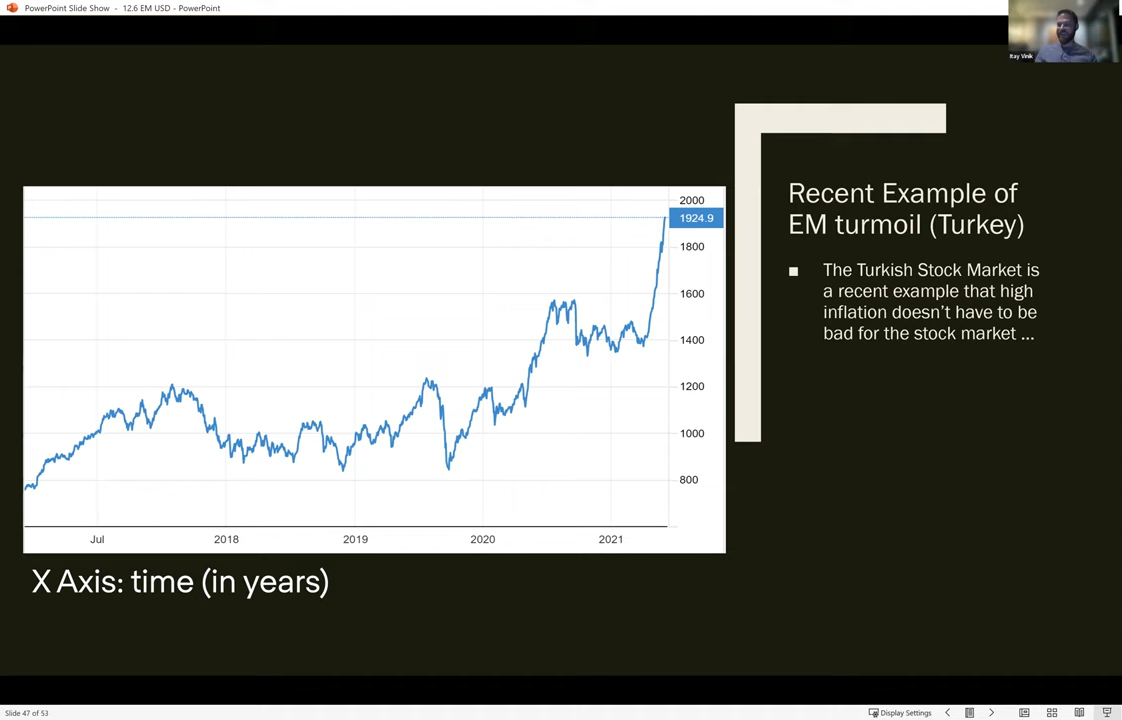 PowerPoint Slide Show - 12.6 EM USD - PowerPoint
Itay Vinik
Recent Example of
EM turmoil (Turkey)
■ The Turkish Stock Market is
a recent example that high
inflation doesn't have to be
bad for the stock market ...
2000
1924.9
1800
1600
1400
1200
1000
800
Jul 2018 2019 2020 2021
X Axis: time (in years)
Slide 47 of 53
Display Settings